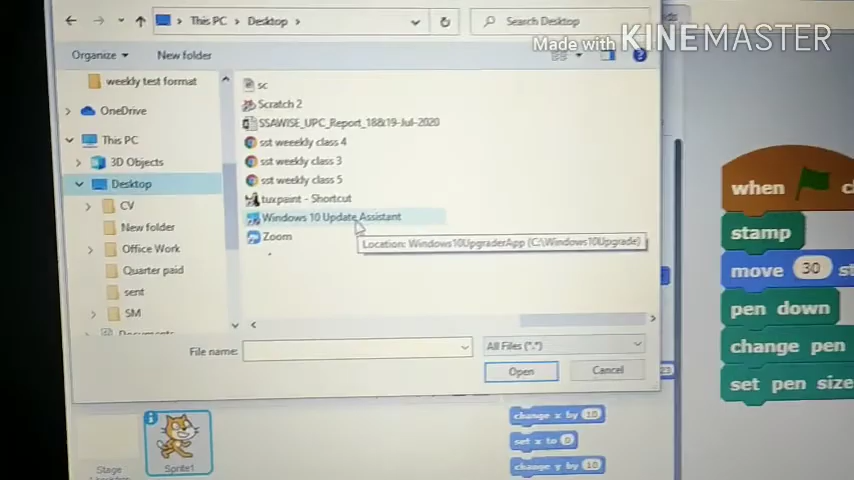 This PC > Desktop >
Search Desktop
Made with KINEMASTER
Organize
New folder
weekly test format
OneDrive
This PC
3D Objects
Desktop
CV
New folder
Office Work
Quarter paid
sent
SM
sc
Scratch 2
SSAWISE_UPC_Report_18&19-Jul-2020
sst weeekly class 4
sst weekly class 3
sst weekly class 5
tuxpaint - Shortcut
Windows 10 Update Assistant
Zoom
Location: Windows10UpgraderApp (C:\Windows10Upgrade)
File name:
All Files (*.*)
Open
Cancel
when
stamp
move 30
pen down
change pen
set pen size
23
Sprite1
Stage
change x by 10
set x to 0
change y by 10